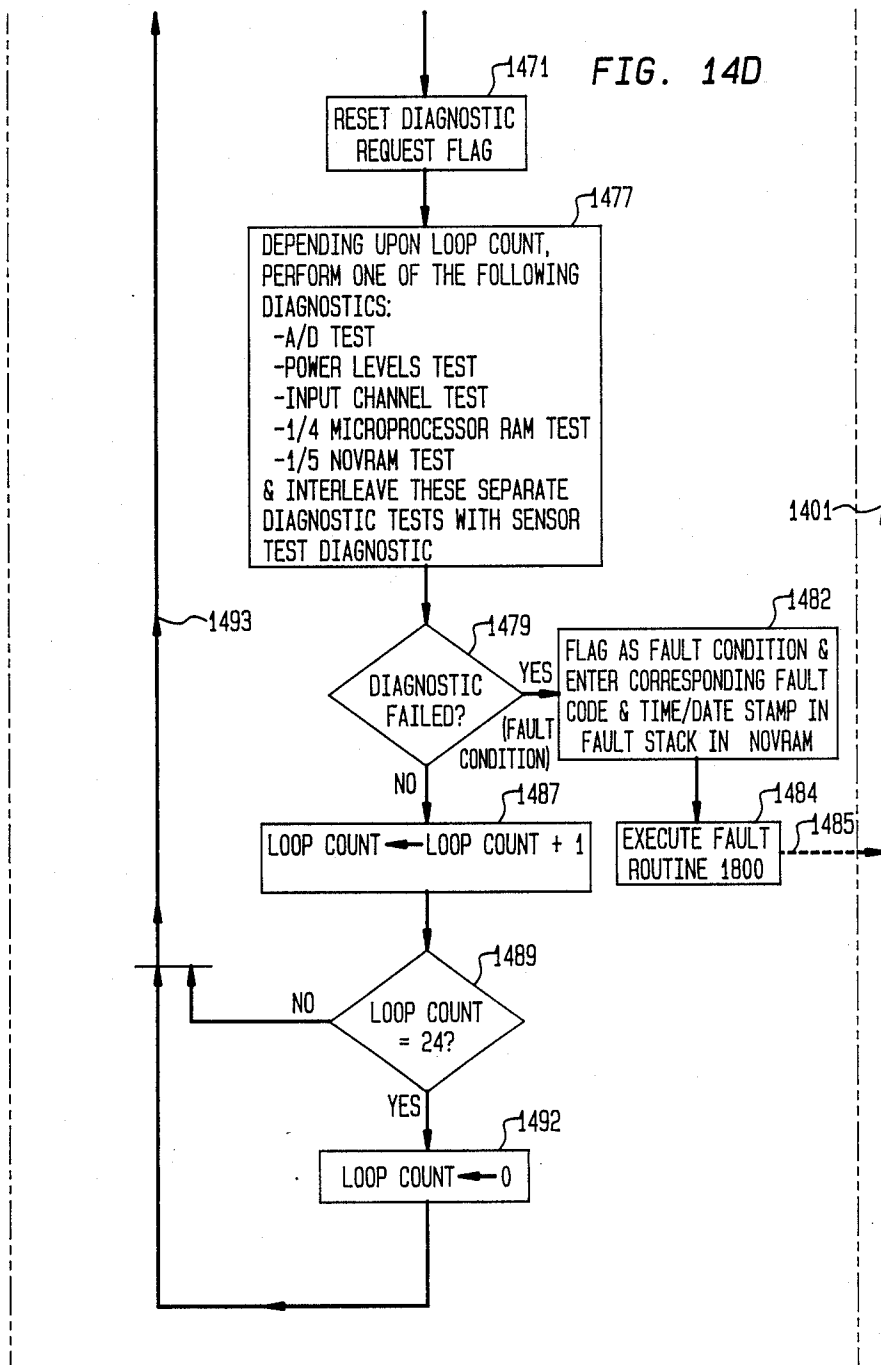 1471
FIG. 14D
RESET DIAGNOSTIC
REQUEST FLAG
1477
DEPENDING UPON LOOP COUNT,
PERFORM ONE OF THE FOLLOWING
DIAGNOSTICS:
-A/D TEST
-POWER LEVELS TEST
-INPUT CHANNEL TEST
-1/4 MICROPROCESSOR RAM TEST
-1/5 NOVRAM TEST
& INTERLEAVE THESE SEPARATE
DIAGNOSTIC TESTS WITH SENSOR
TEST DIAGNOSTIC
1401
1493
1479
DIAGNOSTIC
FAILED?
YES
(FAULT
CONDITION)
1482
FLAG AS FAULT CONDITION &
ENTER CORRESPONDING FAULT
CODE & TIME/DATE STAMP IN
FAULT STACK IN NOVRAM
NO
1487
1484
1485
LOOP COUNT ← LOOP COUNT + 1
EXECUTE FAULT
ROUTINE 1800
1489
NO
LOOP COUNT
= 24?
YES
1492
LOOP COUNT ← 0